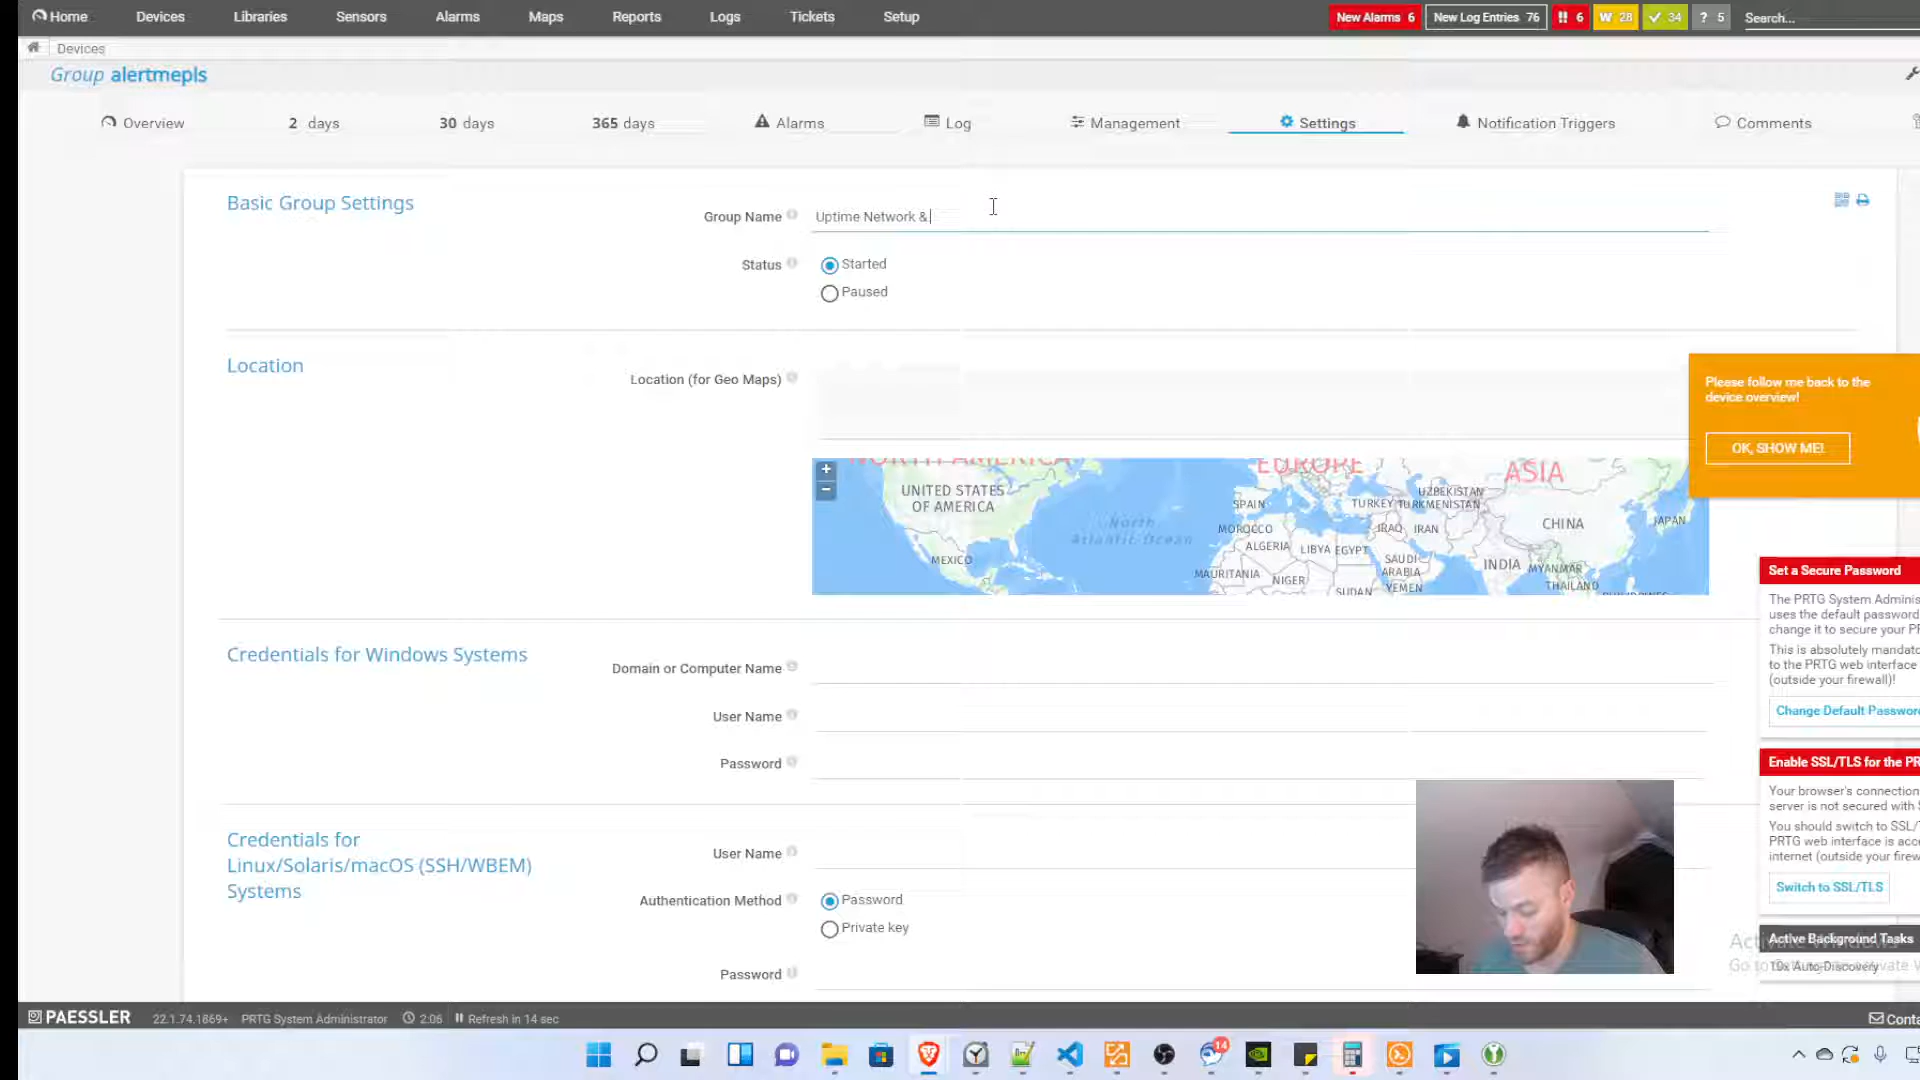 Home Devices Libraries Sensors Alarms Maps Reports Logs Tickets Setup New Alarms 6 New Log Entries 76 !! 6 W 28 34 ? 5 Search...
Devices
Group alertmepls
Overview 2 days 30 days 365 days Alarms Log Management Settings Notification Triggers Comments
Basic Group Settings
Group Name Uptime Network &
Status Started
Paused
Location
Location (for Geo Maps)
Please follow me back to the
device overview!
OK, SHOW ME!
+
−
NORTH AMERICA EUROPE ASIA
UNITED STATES
OF AMERICA
MEXICO
North
Atlantic Ocean
SPAIN
MOROCCO
ALGERIA LIBYA EGYPT
MAURITANIA NIGER
SUDAN
TURKEY
UZBEKISTAN
TURKMENISTAN
IRAQ IRAN
SAUDI
ARABIA
YEMEN
CHINA
JAPAN
INDIA
MYANMAR
THAILAND
PHILIPPINES
Credentials for Windows Systems
Domain or Computer Name
User Name
Password
Set a Secure Password
The PRTG System Adminis
uses the default password
change it to secure your PR
This is absolutely mandato
to the PRTG web interface
(outside your firewall)!
Change Default Password
Enable SSL/TLS for the PR
Your browser's connection
server is not secured with S
You should switch to SSL/T
PRTG web interface is acce
internet (outside your firew
Switch to SSL/TLS
Credentials for
Linux/Solaris/macOS (SSH/WBEM)
Systems
User Name
Authentication Method Password
Private key
Password
Active Background Tasks
10x Auto-Discovery
PAESSLER 22.1.74.1869+ PRTG System Administrator 2:06 Refresh in 14 sec Conta
14